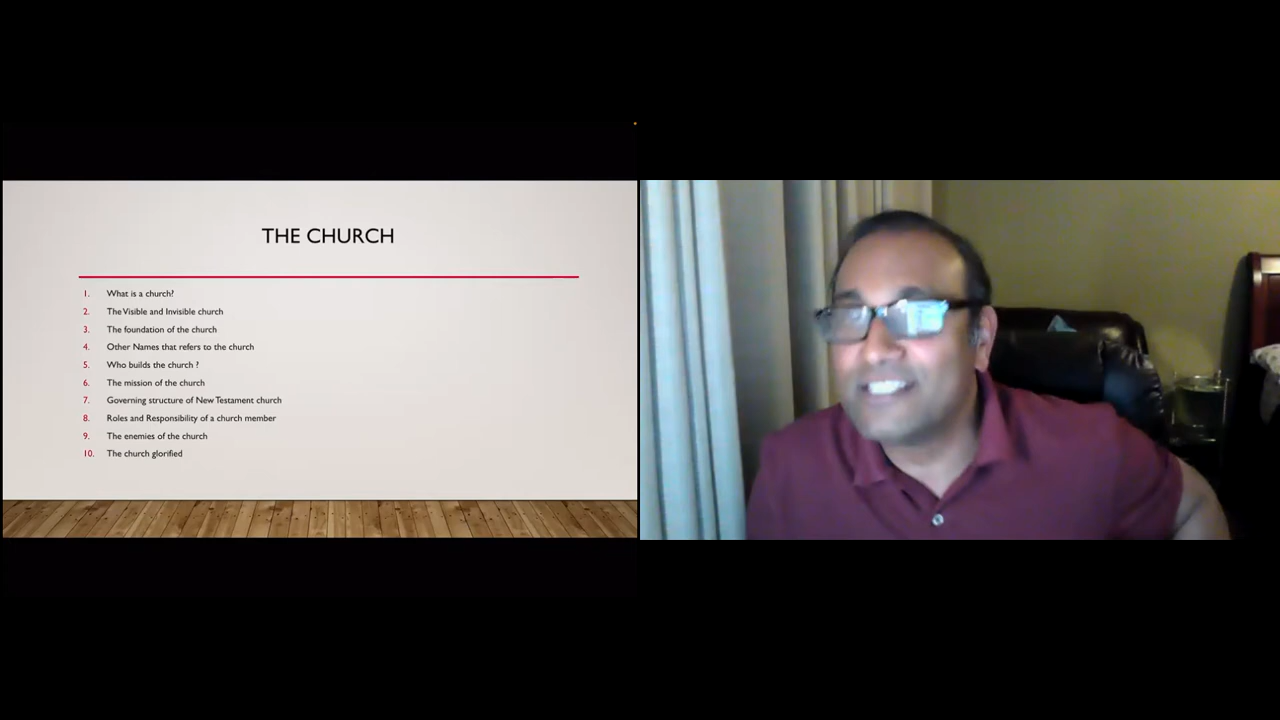 THE CHURCH
1. What is a church?
2. The Visible and Invisible church
3. The foundation of the church
4. Other Names that refers to the church
5. Who builds the church ?
6. The mission of the church
7. Governing structure of New Testament church
8. Roles and Responsibility of a church member
9. The enemies of the church
10. The church glorified